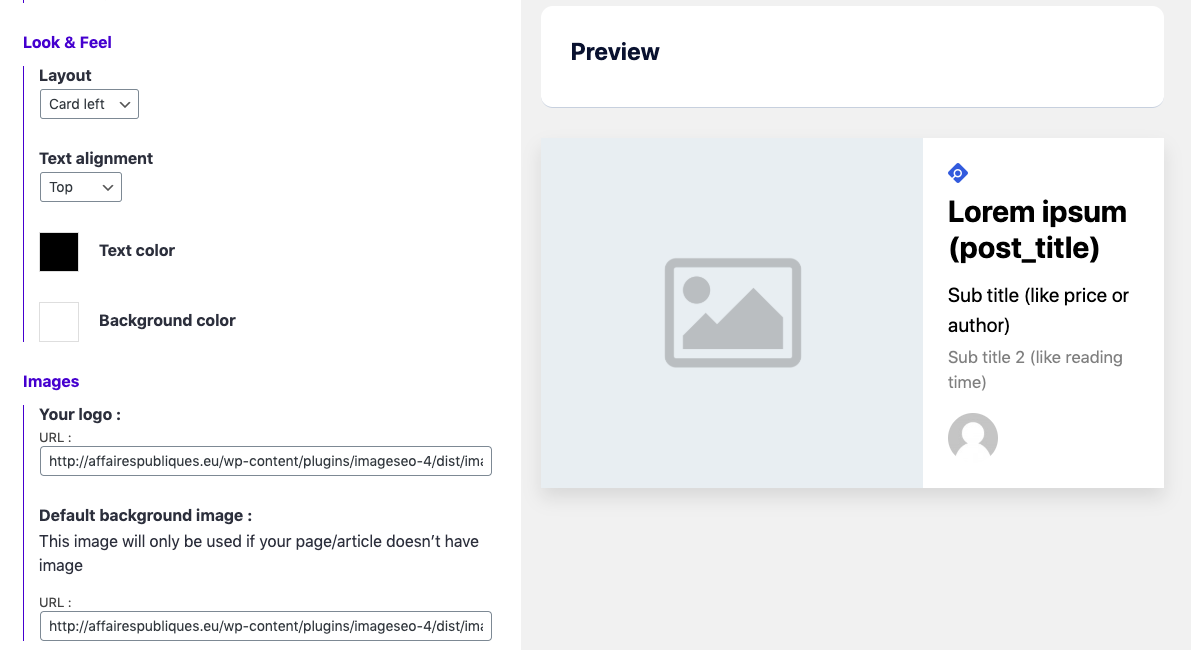 Look & Feel
Layout
Card left
Text alignment
Top
Text color
Background color
Images
Your logo :
URL :
http://affairespubliques.eu/wp-content/plugins/imageseo-4/dist/ima
Default background image :
This image will only be used if your page/article doesn’t have
image
URL :
http://affairespubliques.eu/wp-content/plugins/imageseo-4/dist/ima
Preview
Lorem ipsum
(post_title)
Sub title (like price or
author)
Sub title 2 (like reading
time)